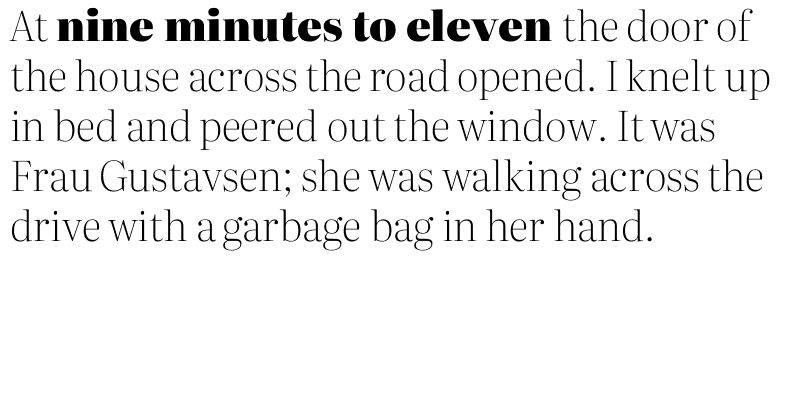 At nine minutes to eleven the door of
the house across the road opened. I knelt up
in bed and peered out the window. It was
Frau Gustavsen; she was walking across the
drive with a garbage bag in her hand.